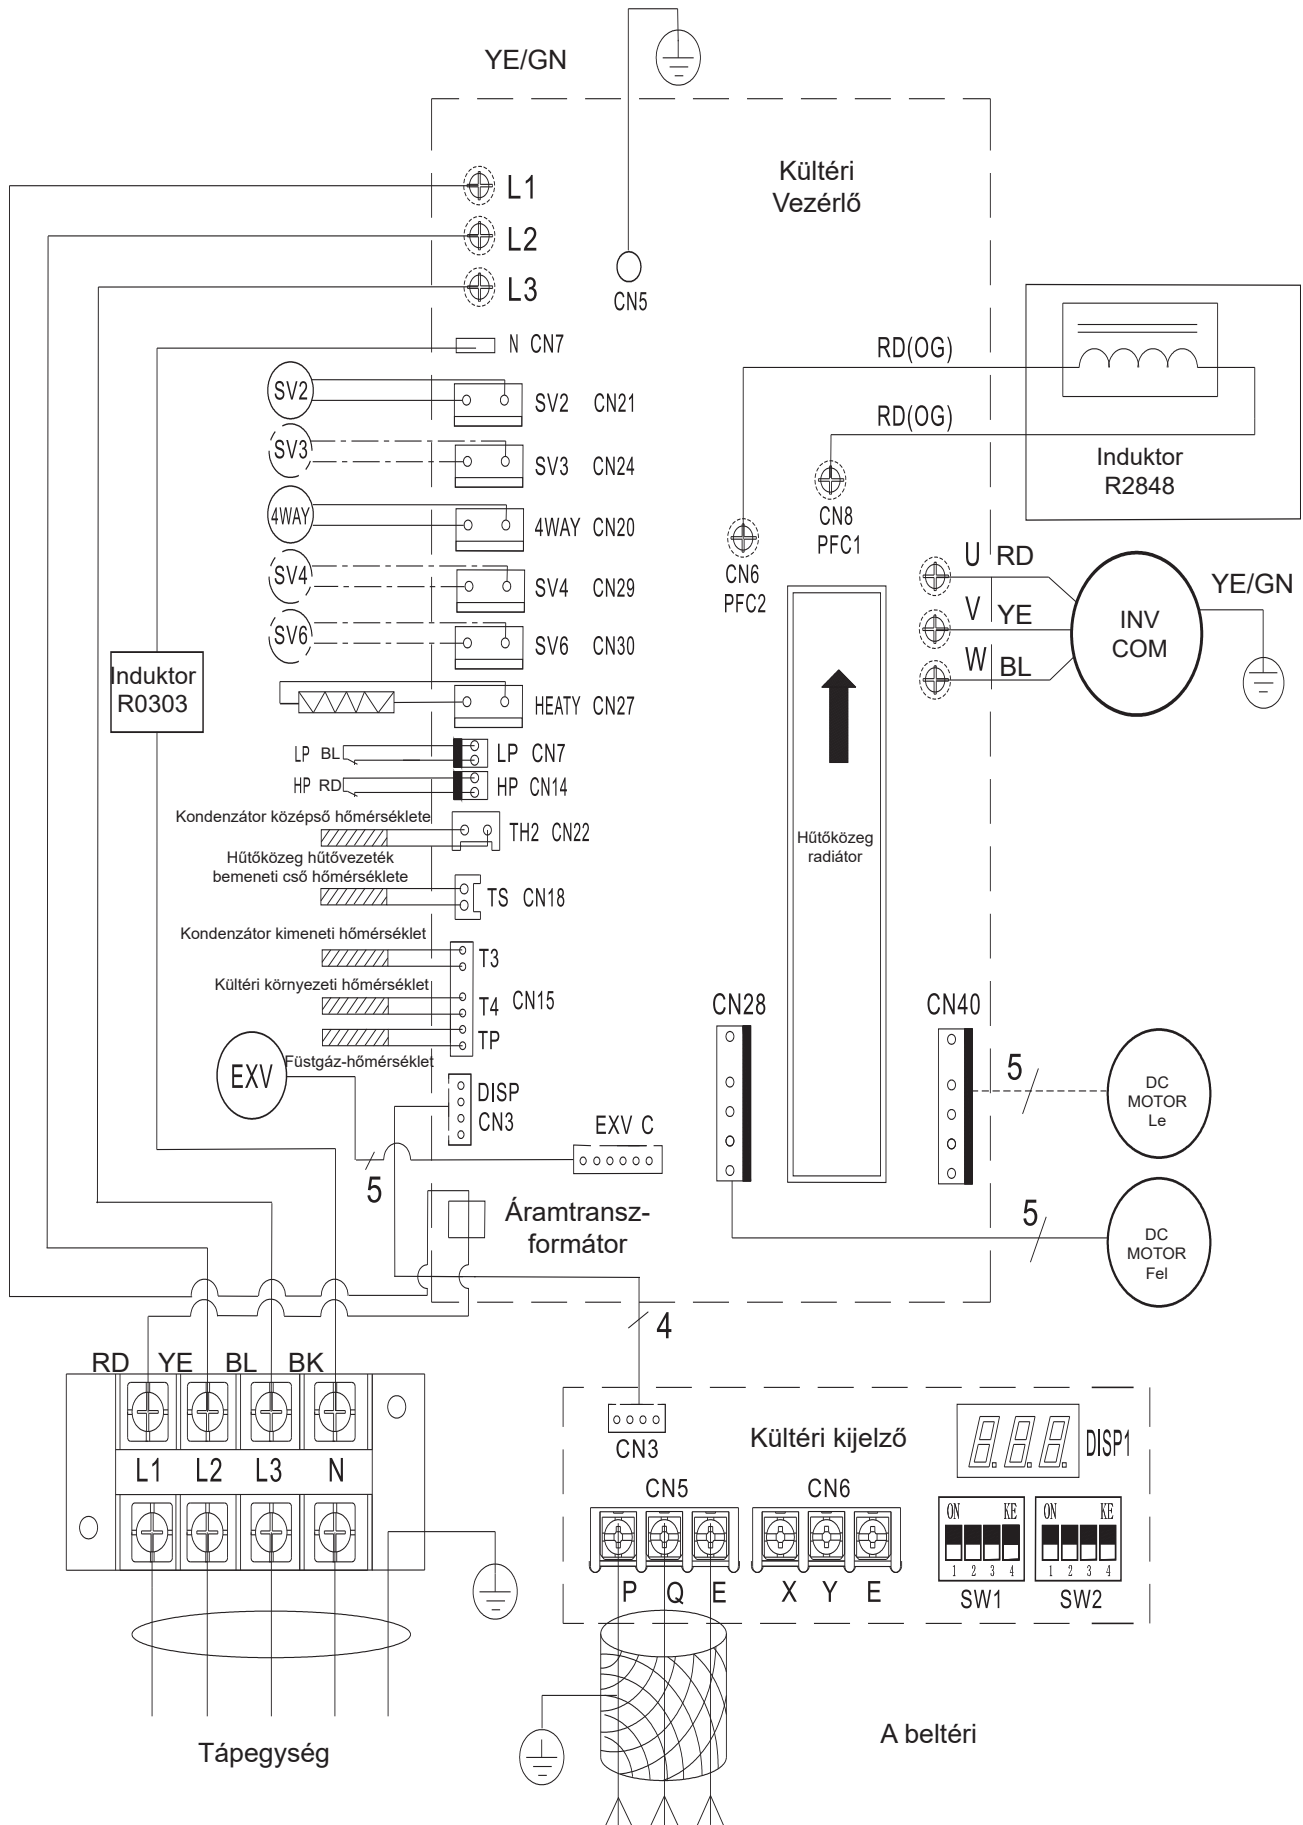 YE/GN
Kültéri
Vezérlő
L1
L2
L3
CN5
N CN7
SV2
SV2 CN21
SV3
SV3 CN24
4WAY
4WAY CN20
SV4
SV4 CN29
SV6
SV6 CN30
HEATY CN27
RD(OG)
RD(OG)
Induktor
R2848
CN8
PFC1
CN6
PFC2
U RD
V YE
W BL
INV
COM
YE/GN
Induktor
R0303
LP BL
LP CN7
HP RD
HP CN14
Kondenzátor középső hőmérséklete
TH2 CN22
Hűtőközeg hűtővezeték
bemeneti cső hőmérséklete
TS CN18
Kondenzátor kimeneti hőmérséklet
T3
Kültéri környezeti hőmérséklet
T4 CN15
TP
Füstgáz-hőmérséklet
EXV
DISP
CN3
EXV C
5
Hűtőközeg
radiátor
CN28
CN40
5
DC
MOTOR
Le
5
DC
MOTOR
Fel
Áramtransz-
formátor
4
RD YE BL BK
L1 L2 L3 N
Tápegység
CN3
Kültéri kijelző
8.8.8.
DISP1
CN5
CN6
P Q E
X Y E
ON KE
1 2 3 4
SW1
ON KE
1 2 3 4
SW2
A beltéri